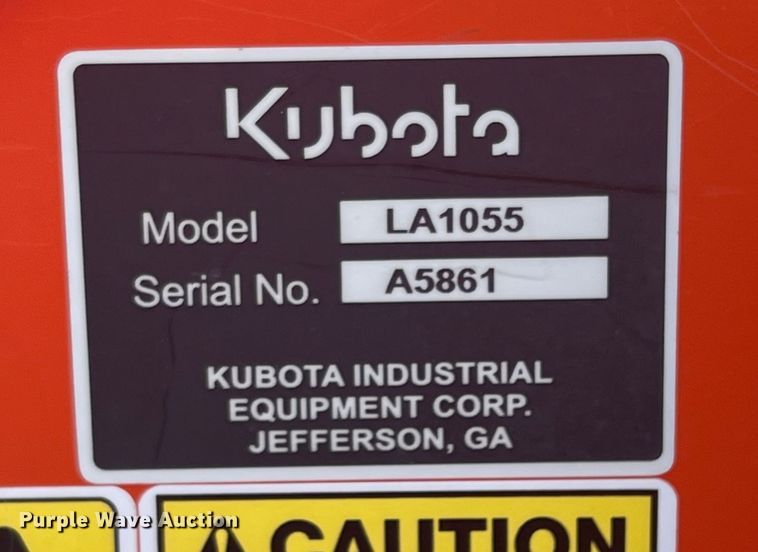 Kubota
Model LA1055
Serial No. A5861
KUBOTA INDUSTRIAL
EQUIPMENT CORP.
JEFFERSON, GA
CAUTION
Purple Wave Auction